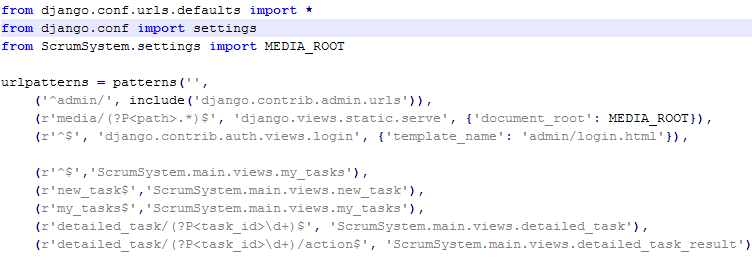 from django.conf.urls.defaults import *
from django.conf import settings
from ScrumSystem.settings import MEDIA_ROOT
urlpatterns = patterns('',
('^admin/', include('django.contrib.admin.urls')),
(r'media/(?P<path>.*)$', 'django.views.static.serve', {'document_root': MEDIA_ROOT}),
(r'^$', 'django.contrib.auth.views.login', {'template_name': 'admin/login.html'}),
(r'^$','ScrumSystem.main.views.my_tasks'),
(r'new_task$','ScrumSystem.main.views.new_task'),
(r'my_tasks$','ScrumSystem.main.views.my_tasks'),
(r'detailed_task/(?P<task_id>\d+)$', 'ScrumSystem.main.views.detailed_task'),
(r'detailed_task/(?P<task_id>\d+)/action$', 'ScrumSystem.main.views.detailed_task_result')